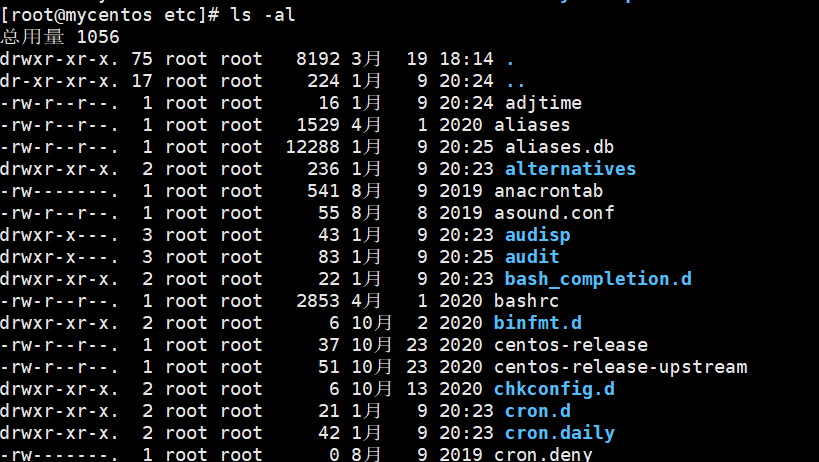 [root@mycentos etc]# ls -al
总用量 1056
drwxr-xr-x. 75 root root   8192 3月  19 18:14 .
dr-xr-xr-x. 17 root root    224 1月   9 20:24 ..
-rw-r--r--.  1 root root     16 1月   9 20:24 adjtime
-rw-r--r--.  1 root root   1529 4月   1 2020 aliases
-rw-r--r--.  1 root root  12288 1月   9 20:25 aliases.db
drwxr-xr-x.  2 root root    236 1月   9 20:23 alternatives
-rw-------.  1 root root    541 8月   9 2019 anacrontab
-rw-r--r--.  1 root root     55 8月   8 2019 asound.conf
drwxr-x---.  3 root root     43 1月   9 20:23 audisp
drwxr-x---.  3 root root     83 1月   9 20:25 audit
drwxr-xr-x.  2 root root     22 1月   9 20:23 bash_completion.d
-rw-r--r--.  1 root root   2853 4月   1 2020 bashrc
drwxr-xr-x.  2 root root      6 10月  2 2020 binfmt.d
-rw-r--r--.  1 root root     37 10月 23 2020 centos-release
-rw-r--r--.  1 root root     51 10月 23 2020 centos-release-upstream
drwxr-xr-x.  2 root root      6 10月 13 2020 chkconfig.d
drwxr-xr-x.  2 root root     21 1月   9 20:23 cron.d
drwxr-xr-x.  2 root root     42 1月   9 20:23 cron.daily
-rw-------.  1 root root      0 8月   9 2019 cron.deny